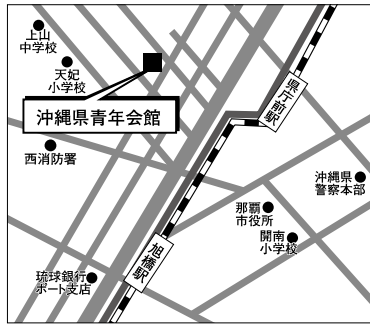 上山
中学校
天妃
小学校
沖縄県青年会館
西消防署
県庁前駅
沖縄県
警察本部
那覇
市役所
開南
小学校
旭橋駅
琉球銀行
ポート支店